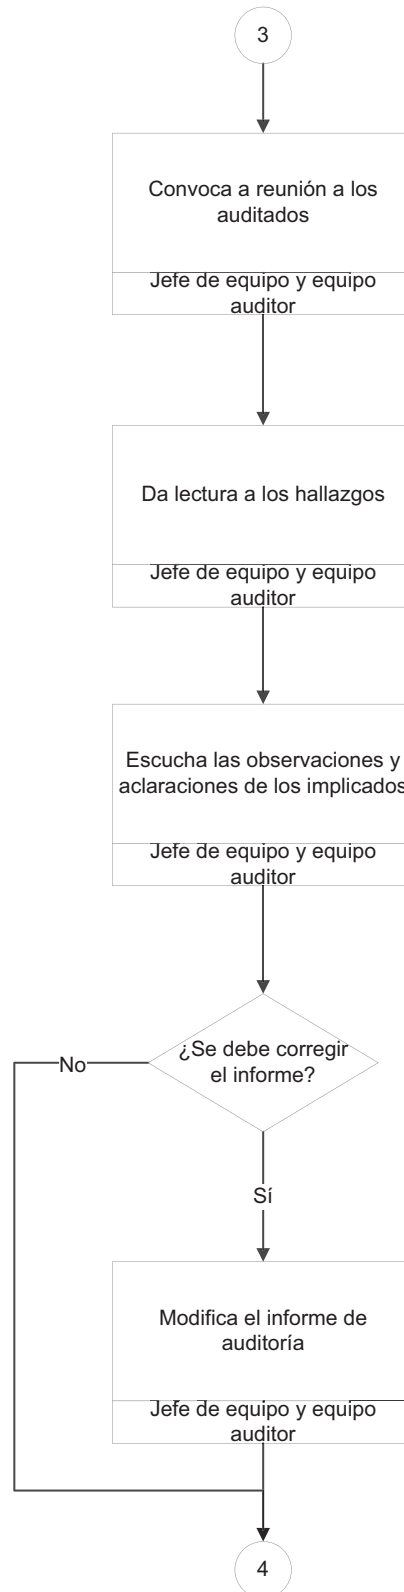 3
Convoca a reunión a los
auditados
Jefe de equipo y equipo
auditor
Da lectura a los hallazgos
Jefe de equipo y equipo
auditor
Escucha las observaciones y
aclaraciones de los implicados
Jefe de equipo y equipo
auditor
¿Se debe corregir
el informe?
No
Sí
Modifica el informe de
auditoría
Jefe de equipo y equipo
auditor
4